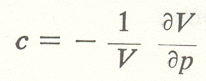 c = − 1/V ∂V/∂p